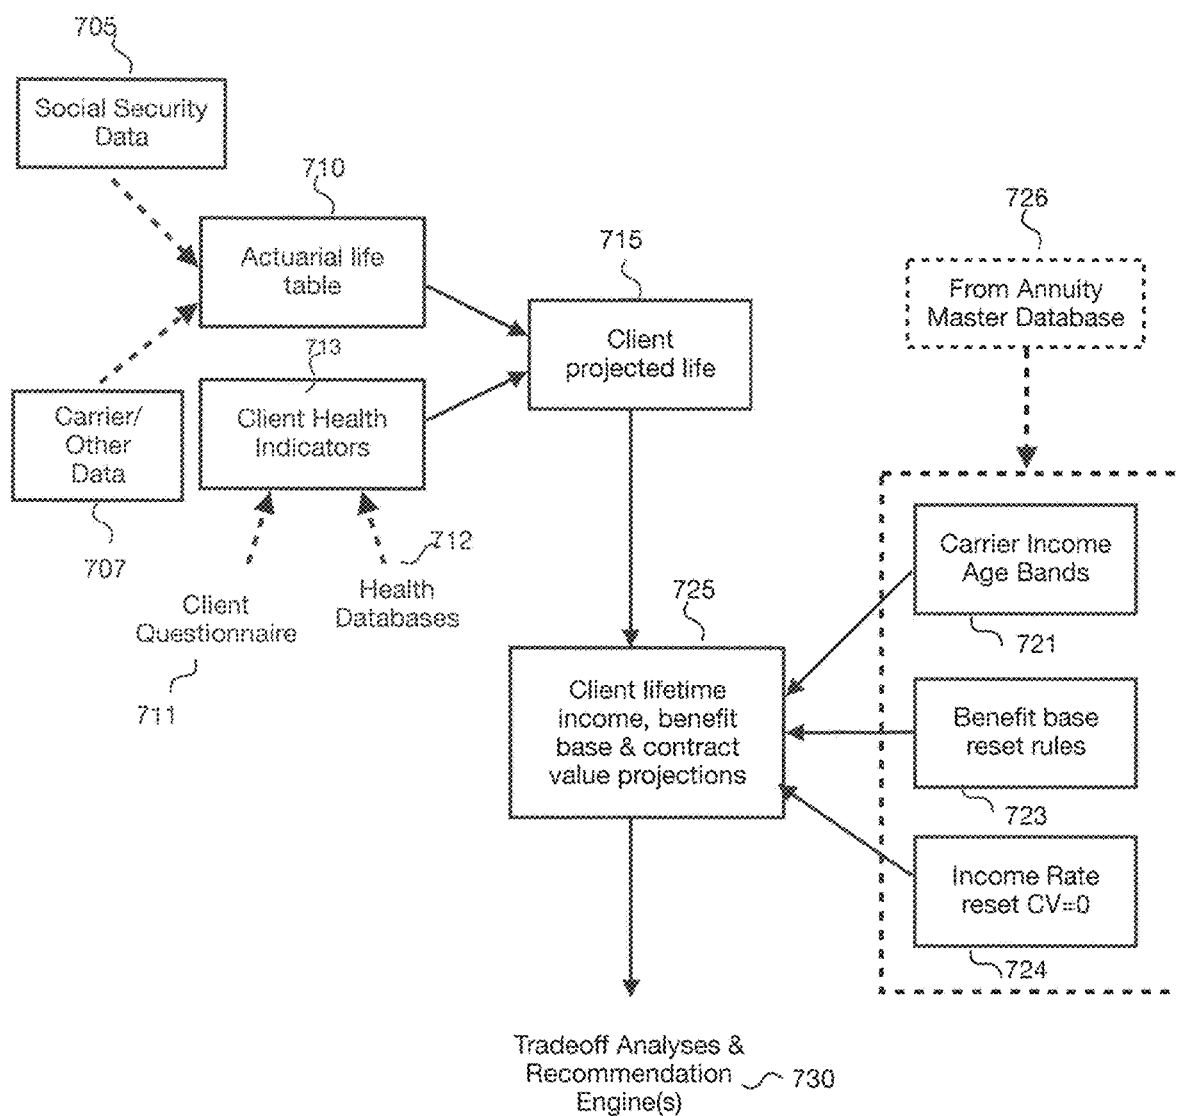 705
Social Security
Data
710
Actuarial life
table
715
Client
projected life
726
From Annuity
Master Database
713
Client Health
Indicators
Carrier/
Other
Data
707
712
Health
Databases
Client
Questionnaire
711
725
Client lifetime
income, benefit
base & contract
value projections
Carrier Income
Age Bands
721
Benefit base
reset rules
723
Income Rate
reset CV=0
724
Tradeoff Analyses &
Recommendation
Engine(s)
730